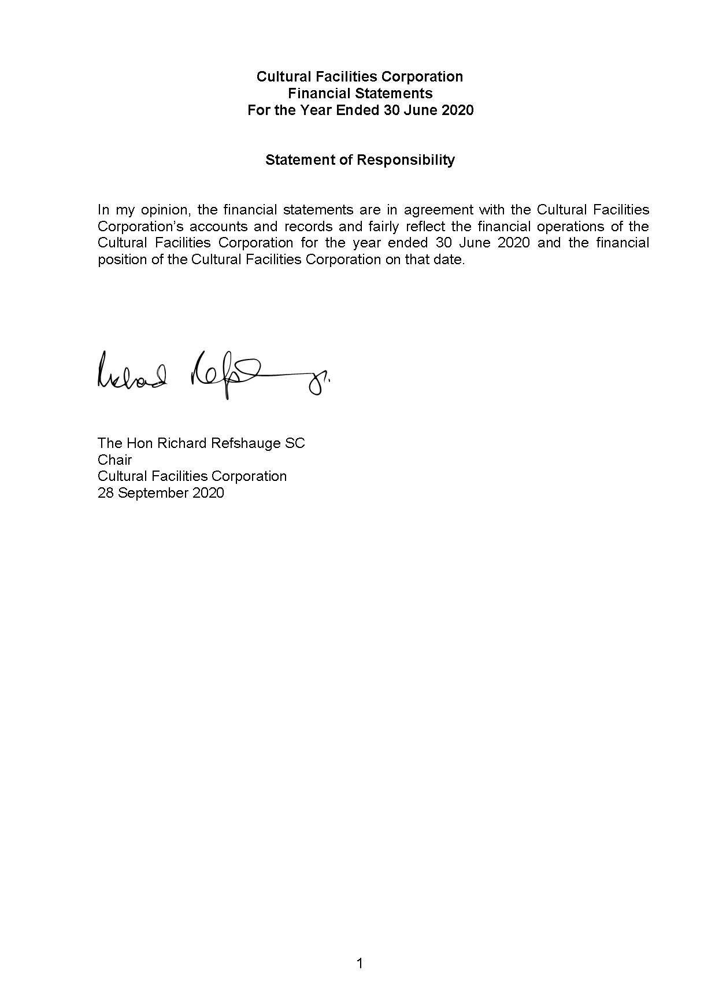 Cultural Facilities Corporation
Financial Statements
For the Year Ended 30 June 2020
Statement of Responsibility
In my opinion, the financial statements are in agreement with the Cultural Facilities
Corporation’s accounts and records and fairly reflect the financial operations of the
Cultural Facilities Corporation for the year ended 30 June 2020 and the financial
position of the Cultural Facilities Corporation on that date.
Richard Refshauge.
The Hon Richard Refshauge SC
Chair
Cultural Facilities Corporation
28 September 2020
1